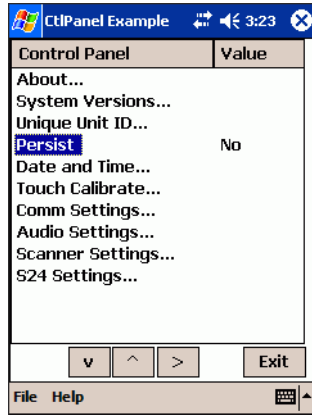 CtlPanel Example 3:23
Control Panel Value
About...
System Versions...
Unique Unit ID...
Persist No
Date and Time...
Touch Calibrate...
Comm Settings...
Audio Settings...
Scanner Settings...
S24 Settings...
v ^ > Exit
File Help